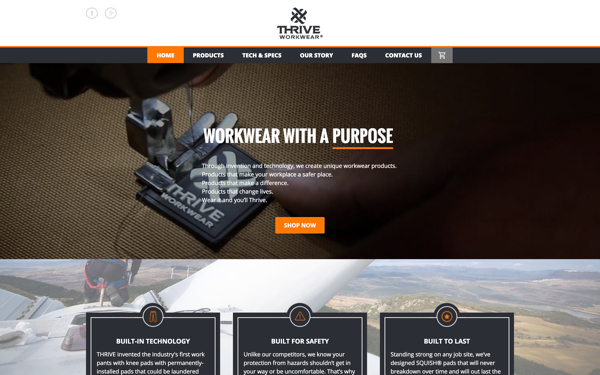 THRIVE
WORKWEAR®
HOME PRODUCTS TECH & SPECS OUR STORY FAQS CONTACT US
WORKWEAR WITH A PURPOSE
Through invention and technology, we create unique workwear products.
Products that make your workplace a safer place.
Products that make a difference.
Products that change lives.
Wear it and you'll Thrive.
THRIVE
WORKWEAR
SHOP NOW
BUILT-IN TECHNOLOGY
THRIVE invented the industry's first work
pants with knee pads with permanently-
installed pads that could be laundered
BUILT FOR SAFETY
Unlike our competitors, we know your
protection from hazards shouldn't get in
your way or be uncomfortable. That's why
BUILT TO LAST
Standing strong on any job site, we've
designed SQUISH® pads that will never
breakdown over time and will out last the